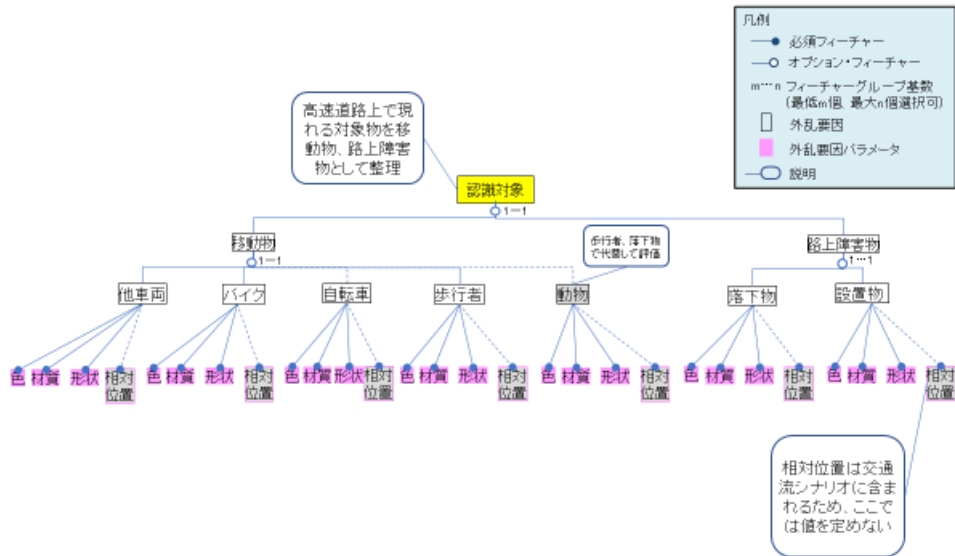 凡例
必須フィーチャー
オプション・フィーチャー
m…n フィーチャーグループ基数
(最低m個、最大n個選択可)
外乱要因
外乱要因パラメータ
説明
高速道路上で現
れる対象物を移
動物、路上障害
物として整理
認識対象
1…1
歩行者、落下物
で代替して評価
移動物
1…1
路上障害物
1…1
他車両
バイク
自転車
歩行者
動物
落下物
設置物
色 材質 形状 相対
位置
色 材質 形状 相対
位置
色 材質 形状 相対
位置
色 材質 形状 相対
位置
色 材質 形状 相対
位置
色 材質 形状 相対
位置
色 材質 形状 相対
位置
相対位置は交通
流シナリオに含ま
れるため、ここで
は値を定めない